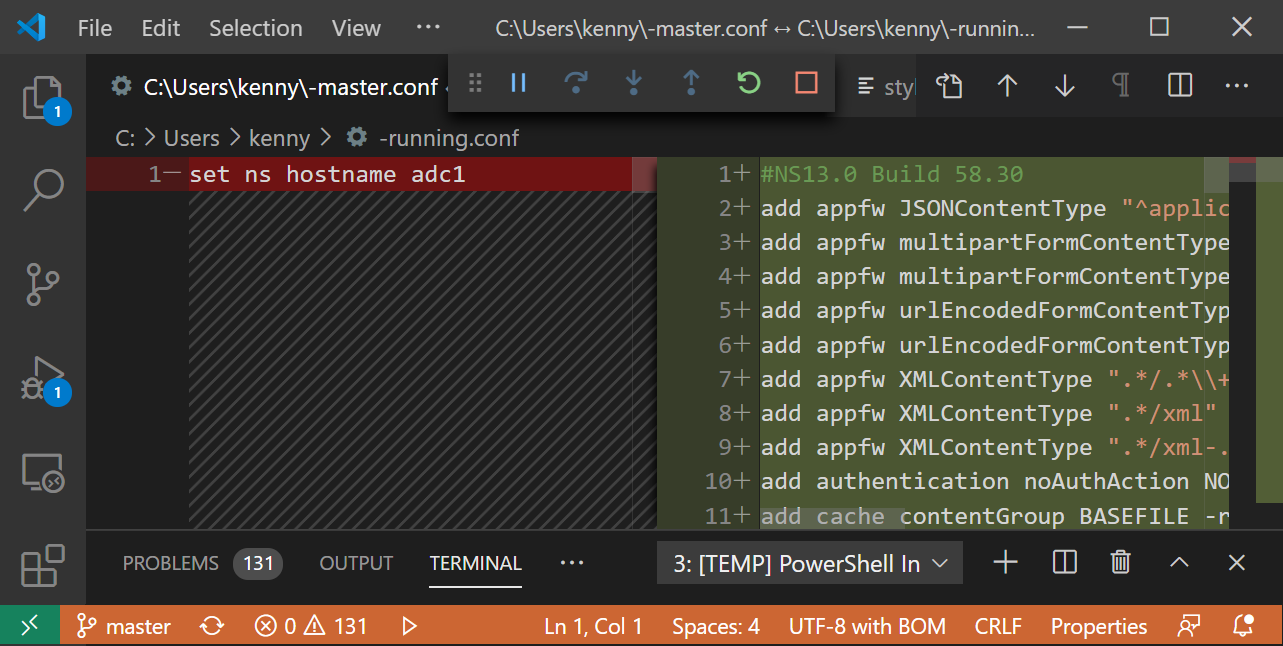 File Edit Selection View ··· C:\Users\kenny\-master.conf ↔ C:\Users\kenny\-runnin...
1
C:\Users\kenny\-master.conf
C: > Users > kenny > -running.conf
1— set ns hostname adc1
1+ #NS13.0 Build 58.30
2+ add appfw JSONContentType "^applic
3+ add appfw multipartFormContentType
4+ add appfw multipartFormContentType
5+ add appfw urlEncodedFormContentTyp
6+ add appfw urlEncodedFormContentTyp
7+ add appfw XMLContentType ".*/.*\\+
8+ add appfw XMLContentType ".*/xml"
9+ add appfw XMLContentType ".*/xml-.
10+ add authentication noAuthAction NO
11+ add cache contentGroup BASEFILE -r
1
PROBLEMS 131 OUTPUT TERMINAL ··· 3: [TEMP] PowerShell In
master 0 131 Ln 1, Col 1 Spaces: 4 UTF-8 with BOM CRLF Properties